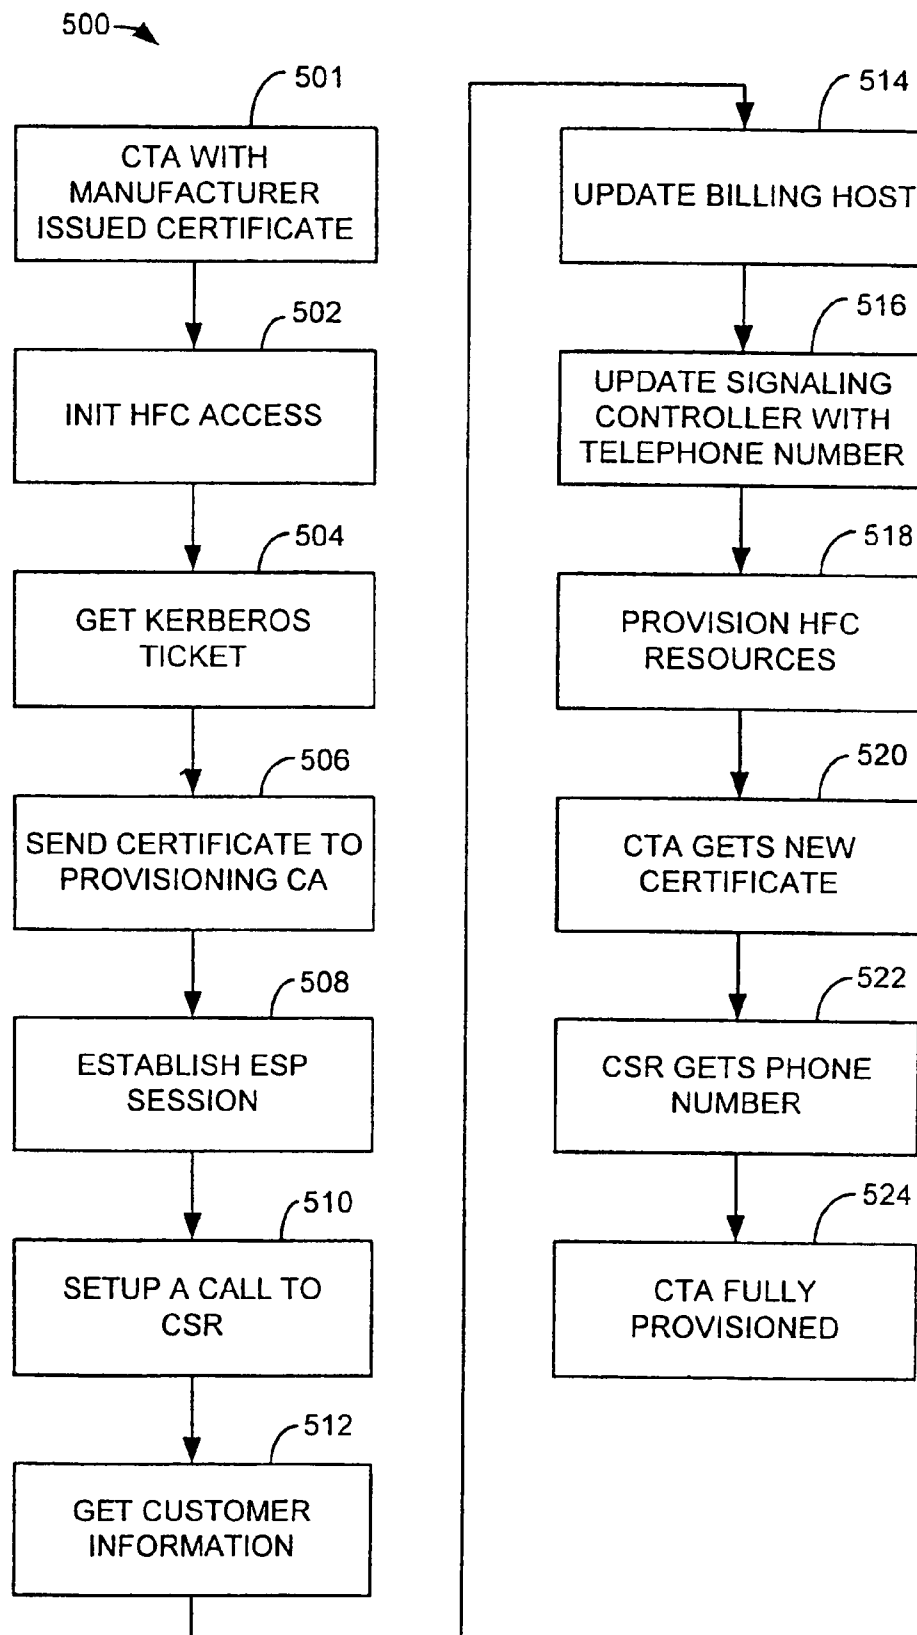 500
501
CTA WITH
MANUFACTURER
ISSUED CERTIFICATE
502
INIT HFC ACCESS
504
GET KERBEROS
TICKET
506
SEND CERTIFICATE TO
PROVISIONING CA
508
ESTABLISH ESP
SESSION
510
SETUP A CALL TO
CSR
512
GET CUSTOMER
INFORMATION
514
UPDATE BILLING HOST
516
UPDATE SIGNALING
CONTROLLER WITH
TELEPHONE NUMBER
518
PROVISION HFC
RESOURCES
520
CTA GETS NEW
CERTIFICATE
522
CSR GETS PHONE
NUMBER
524
CTA FULLY
PROVISIONED